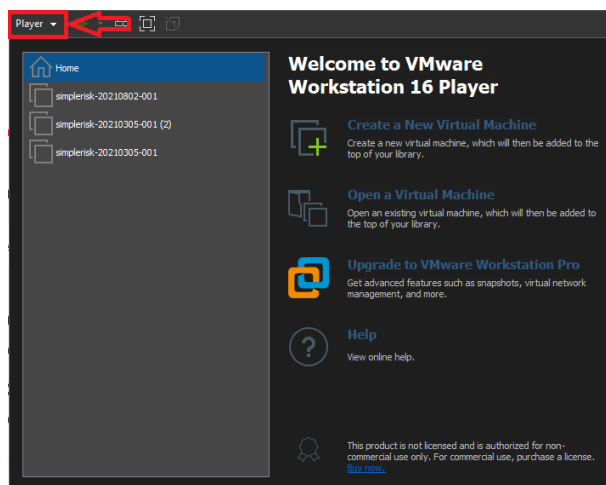 Player
Home
simplerisk-20210802-001
simplerisk-20210305-001 (2)
simplerisk-20210305-001
Welcome to VMware
Workstation 16 Player
Create a New Virtual Machine
Create a new virtual machine, which will then be added to the
top of your library.
Open a Virtual Machine
Open an existing virtual machine, which will then be added to
the top of your library.
Upgrade to VMware Workstation Pro
Get advanced features such as snapshots, virtual network
management, and more.
Help
View online help.
This product is not licensed and is authorized for non-
commercial use only. For commercial use, purchase a license.
Buy now.